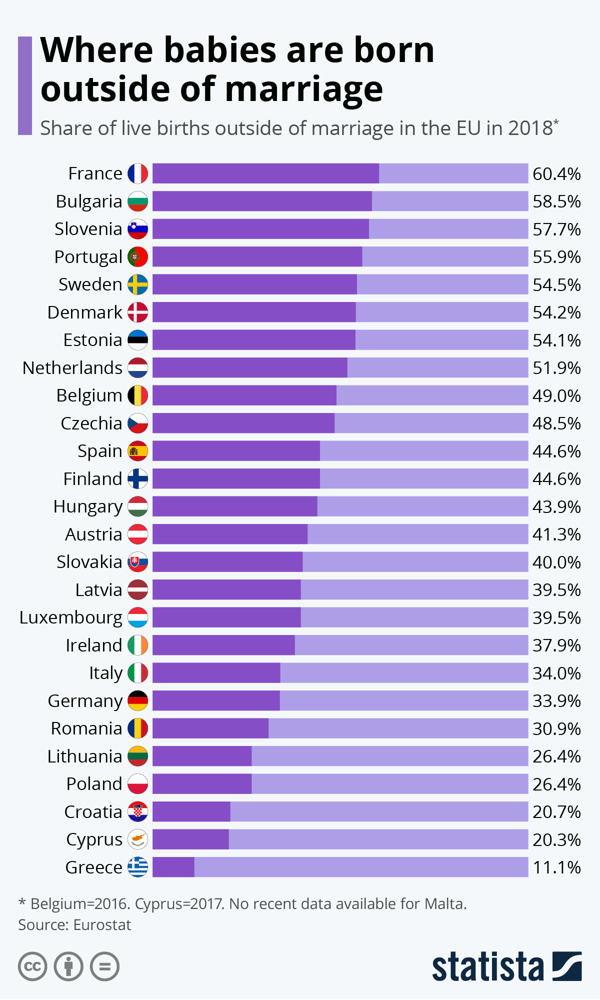 Where babies are born
outside of marriage
Share of live births outside of marriage in the EU in 2018*
France 60.4%
Bulgaria 58.5%
Slovenia 57.7%
Portugal 55.9%
Sweden 54.5%
Denmark 54.2%
Estonia 54.1%
Netherlands 51.9%
Belgium 49.0%
Czechia 48.5%
Spain 44.6%
Finland 44.6%
Hungary 43.9%
Austria 41.3%
Slovakia 40.0%
Latvia 39.5%
Luxembourg 39.5%
Ireland 37.9%
Italy 34.0%
Germany 33.9%
Romania 30.9%
Lithuania 26.4%
Poland 26.4%
Croatia 20.7%
Cyprus 20.3%
Greece 11.1%
* Belgium=2016. Cyprus=2017. No recent data available for Malta.
Source: Eurostat
cc statista